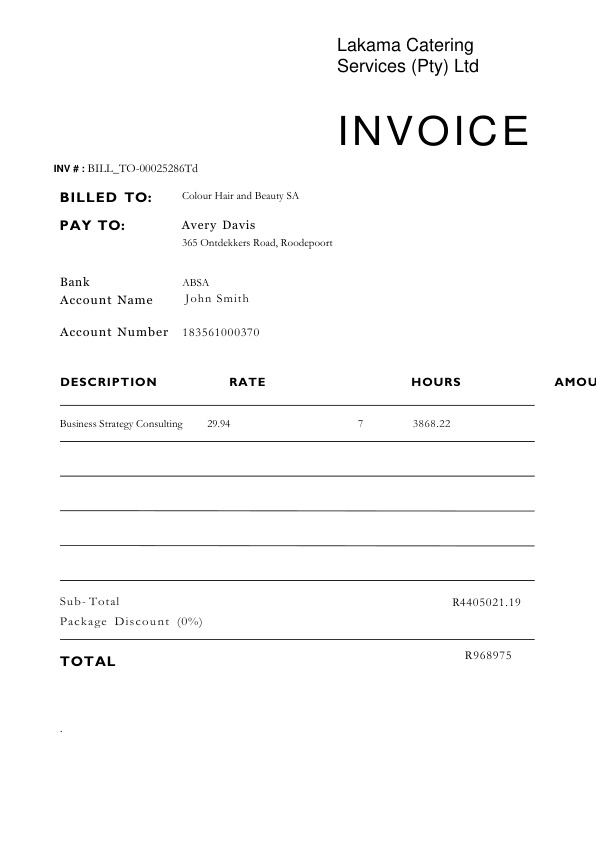 Lakama Catering
Services (Pty) Ltd
INVOICE
INV # : BILL_TO-00025286Td
BILLED TO: Colour Hair and Beauty SA
PAY TO: Avery Davis
365 Ontdekkers Road, Roodepoort
Bank ABSA
Account Name John Smith
Account Number 183561000370
DESCRIPTION RATE HOURS AMOU
Business Strategy Consulting 29.94 7 3868.22
Sub- Total R4405021.19
Package Discount (0%)
TOTAL R968975
.